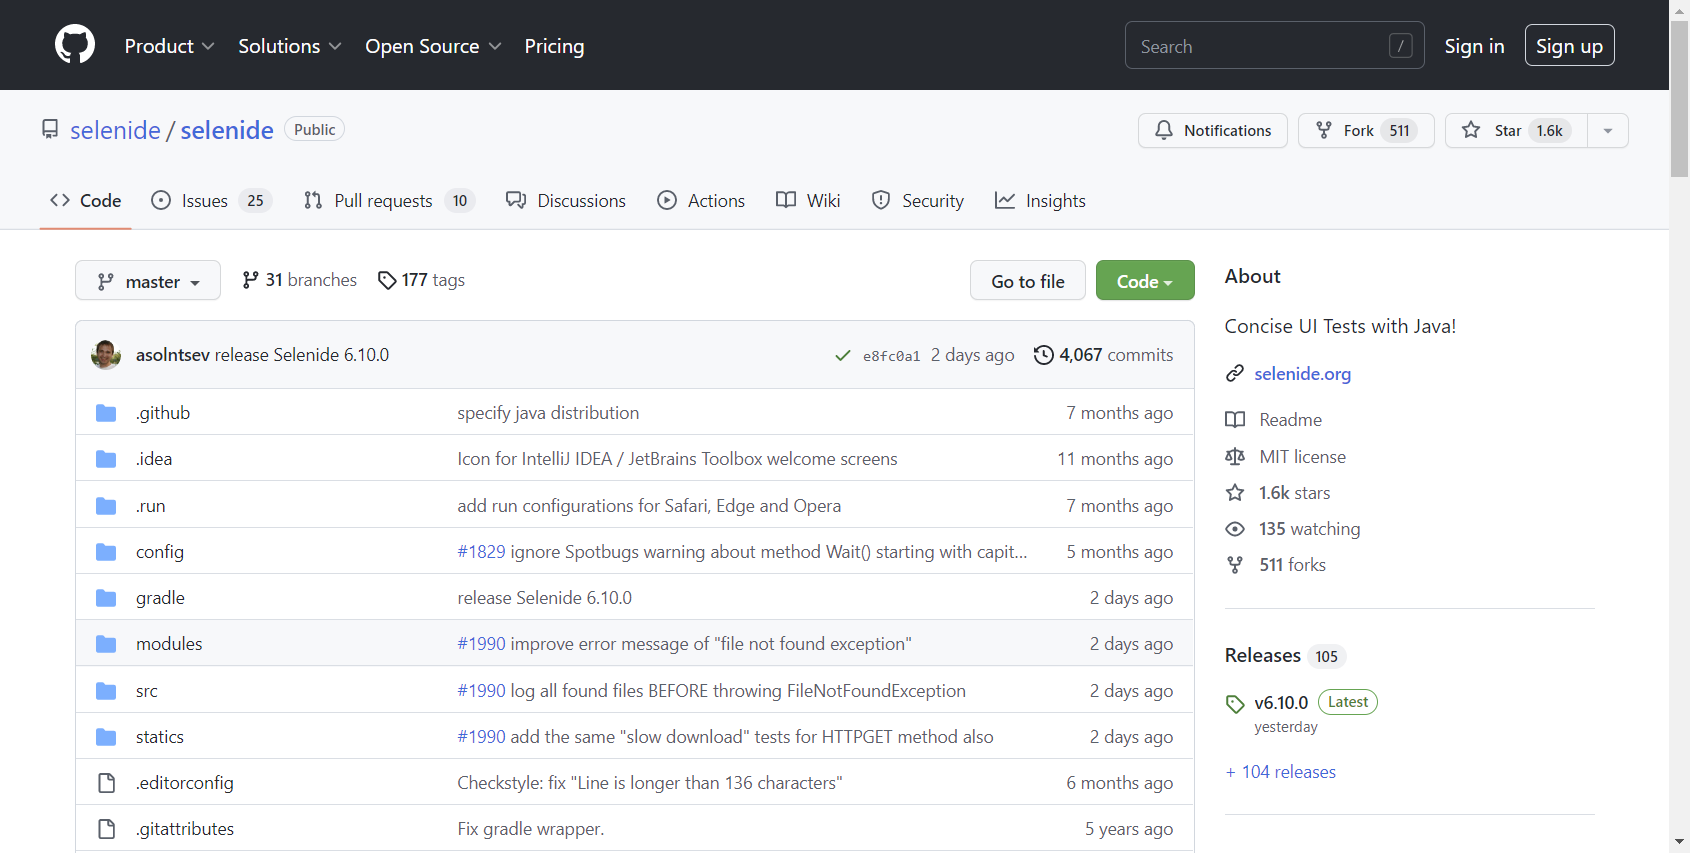 Product Solutions Open Source Pricing Search / Sign in Sign up
selenide / selenide Public Notifications Fork 511 Star 1.6k
Code Issues 25 Pull requests 10 Discussions Actions Wiki Security Insights
master 31 branches 177 tags Go to file Code
asolntsev release Selenide 6.10.0 e8fc0a1 2 days ago 4,067 commits
.github specify java distribution 7 months ago
.idea Icon for IntelliJ IDEA / JetBrains Toolbox welcome screens 11 months ago
.run add run configurations for Safari, Edge and Opera 7 months ago
config #1829 ignore Spotbugs warning about method Wait() starting with capit... 5 months ago
gradle release Selenide 6.10.0 2 days ago
modules #1990 improve error message of "file not found exception" 2 days ago
src #1990 log all found files BEFORE throwing FileNotFoundException 2 days ago
statics #1990 add the same "slow download" tests for HTTPGET method also 2 days ago
.editorconfig Checkstyle: fix "Line is longer than 136 characters" 6 months ago
.gitattributes Fix gradle wrapper. 5 years ago
About
Concise UI Tests with Java!
selenide.org
Readme
MIT license
1.6k stars
135 watching
511 forks
Releases 105
v6.10.0 Latest
yesterday
+ 104 releases